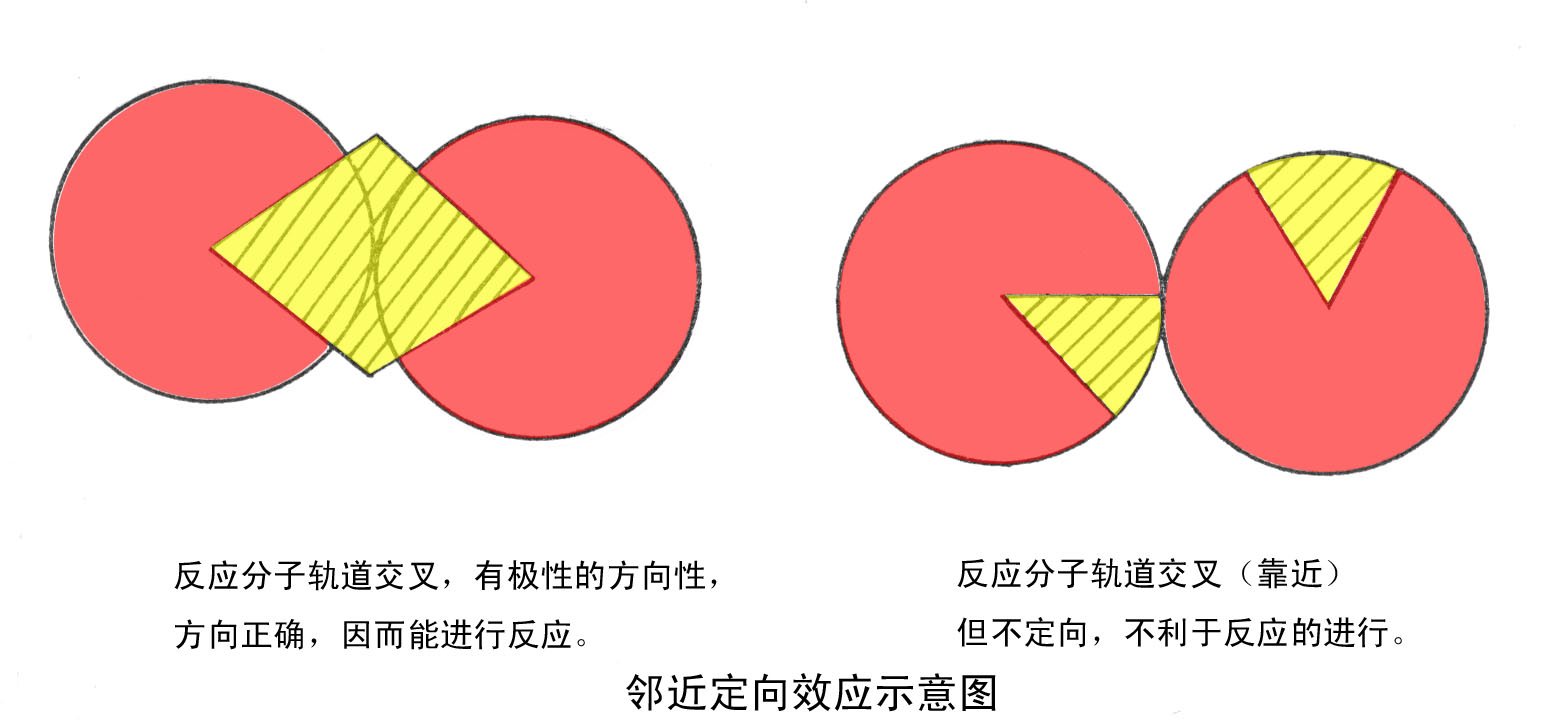 反应分子轨道交叉，有极性的方向性，
方向正确，因而能进行反应。
反应分子轨道交叉（靠近）
但不定向，不利于反应的进行。
邻近定向效应示意图